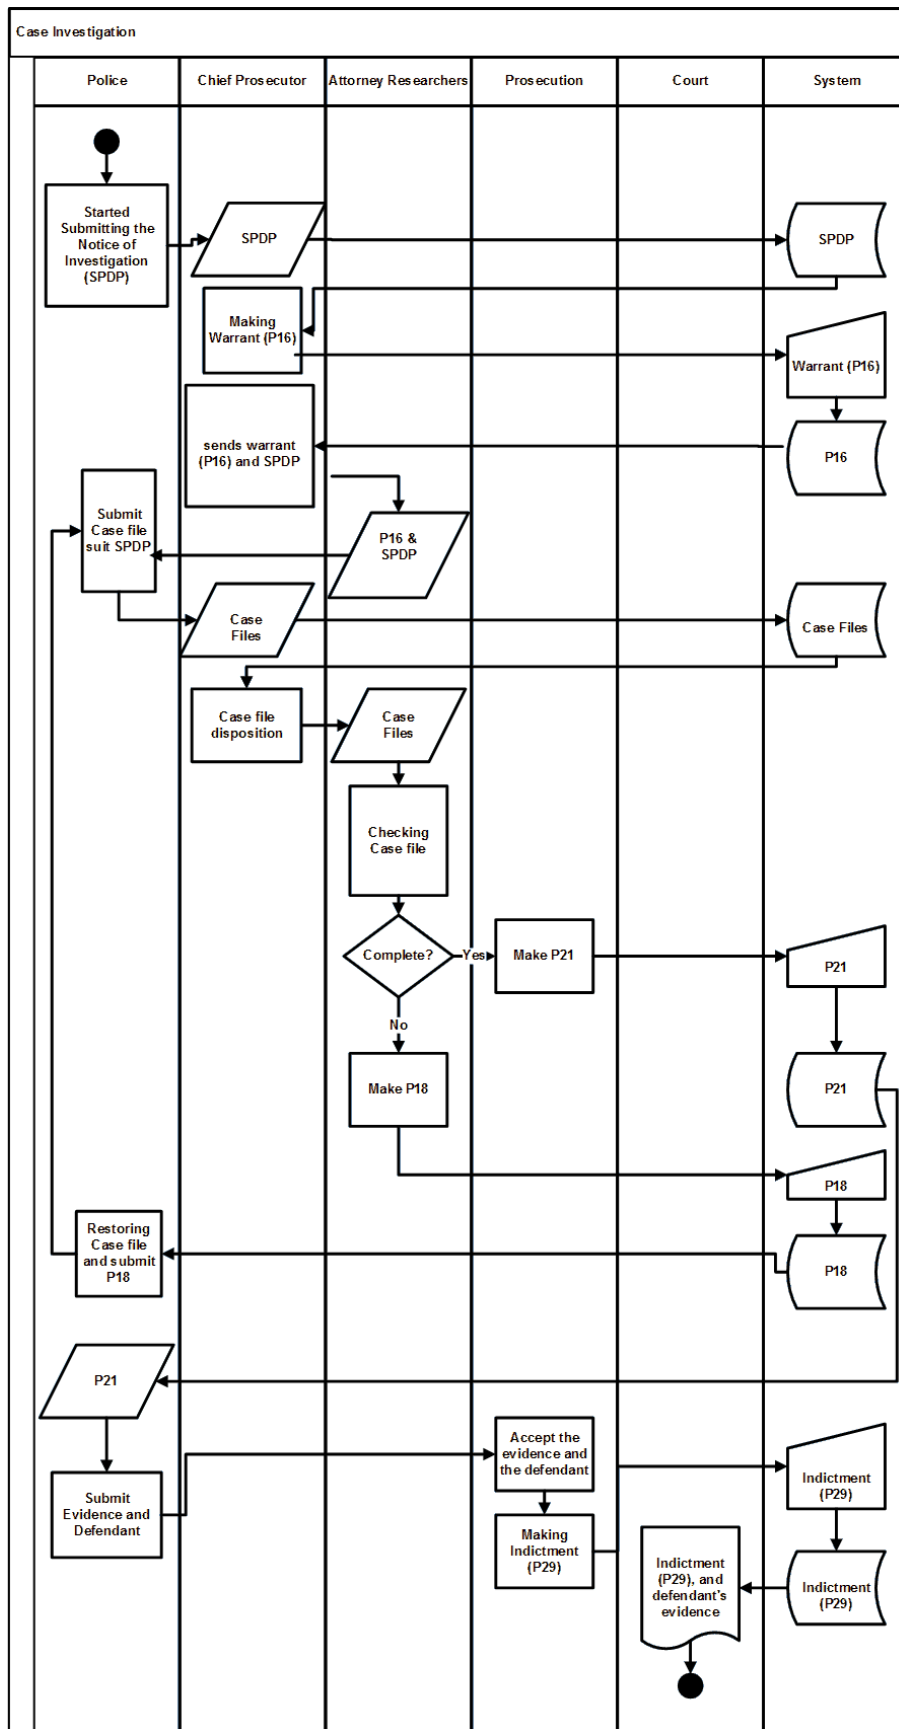 Case Investigation
Police
Chief Prosecutor
Attorney Researchers
Prosecution
Court
System
Started
Submitting the
Notice of
Investigation
(SPDP)
SPDP
SPDP
Making
Warrant (P16)
Warrant (P16)
sends warrant
(P16) and SPDP
P16
Submit
Case file
suit SPDP
P16 &
SPDP
Case
Files
Case Files
Case file
disposition
Case
Files
Checking
Case file
Complete?
Yes
Make P21
P21
No
Make P18
P21
P18
Restoring
Case file
and submit
P18
P18
P21
Accept the
evidence and
the defendant
Indictment
(P29)
Submit
Evidence and
Defendant
Making
Indictment
(P29)
Indictment
(P29), and
defendant's
evidence
Indictment
(P29)